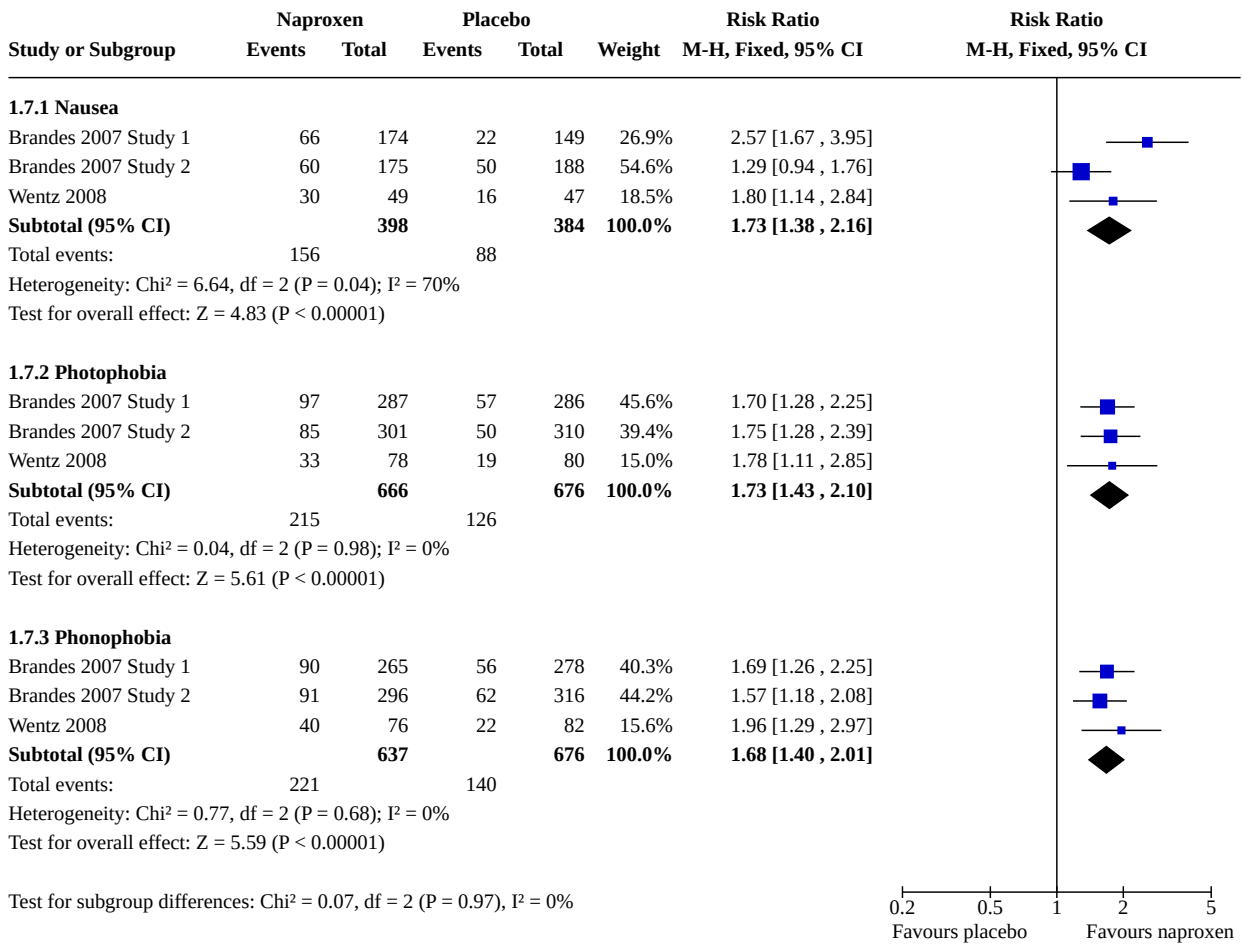 Naproxen Placebo Risk Ratio Risk Ratio
Study or Subgroup Events Total Events Total Weight M-H, Fixed, 95% CI M-H, Fixed, 95% CI
1.7.1 Nausea
Brandes 2007 Study 1 66 174 22 149 26.9% 2.57 [1.67 , 3.95]
Brandes 2007 Study 2 60 175 50 188 54.6% 1.29 [0.94 , 1.76]
Wentz 2008 30 49 16 47 18.5% 1.80 [1.14 , 2.84]
Subtotal (95% CI) 398 384 100.0% 1.73 [1.38 , 2.16]
Total events: 156 88
Heterogeneity: Chi² = 6.64, df = 2 (P = 0.04); I² = 70%
Test for overall effect: Z = 4.83 (P < 0.00001)
1.7.2 Photophobia
Brandes 2007 Study 1 97 287 57 286 45.6% 1.70 [1.28 , 2.25]
Brandes 2007 Study 2 85 301 50 310 39.4% 1.75 [1.28 , 2.39]
Wentz 2008 33 78 19 80 15.0% 1.78 [1.11 , 2.85]
Subtotal (95% CI) 666 676 100.0% 1.73 [1.43 , 2.10]
Total events: 215 126
Heterogeneity: Chi² = 0.04, df = 2 (P = 0.98); I² = 0%
Test for overall effect: Z = 5.61 (P < 0.00001)
1.7.3 Phonophobia
Brandes 2007 Study 1 90 265 56 278 40.3% 1.69 [1.26 , 2.25]
Brandes 2007 Study 2 91 296 62 316 44.2% 1.57 [1.18 , 2.08]
Wentz 2008 40 76 22 82 15.6% 1.96 [1.29 , 2.97]
Subtotal (95% CI) 637 676 100.0% 1.68 [1.40 , 2.01]
Total events: 221 140
Heterogeneity: Chi² = 0.77, df = 2 (P = 0.68); I² = 0%
Test for overall effect: Z = 5.59 (P < 0.00001)
Test for subgroup differences: Chi² = 0.07, df = 2 (P = 0.97), I² = 0%
0.2 0.5 1 2 5
Favours placebo Favours naproxen